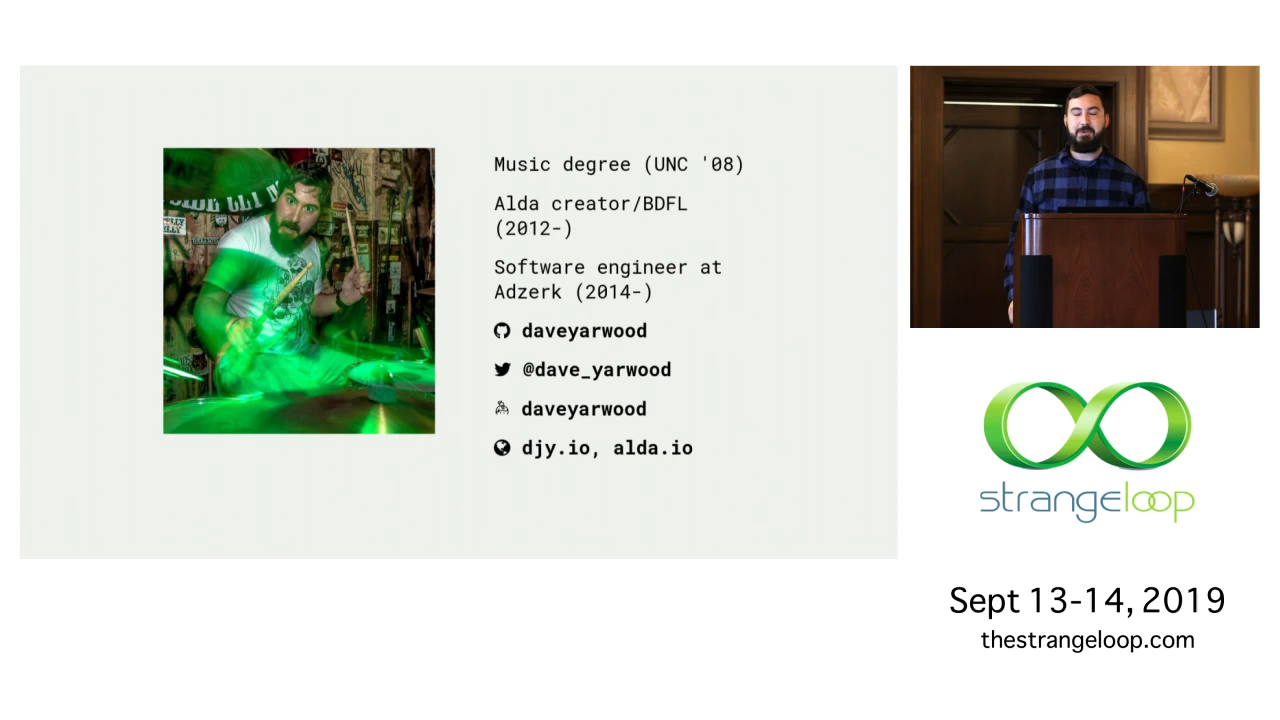 Music degree (UNC '08)
Alda creator/BDFL
(2012-)
Software engineer at
Adzerk (2014-)
daveyarwood
@dave_yarwood
daveyarwood
djy.io, alda.io
strangeloop
Sept 13-14, 2019
thestrangeloop.com